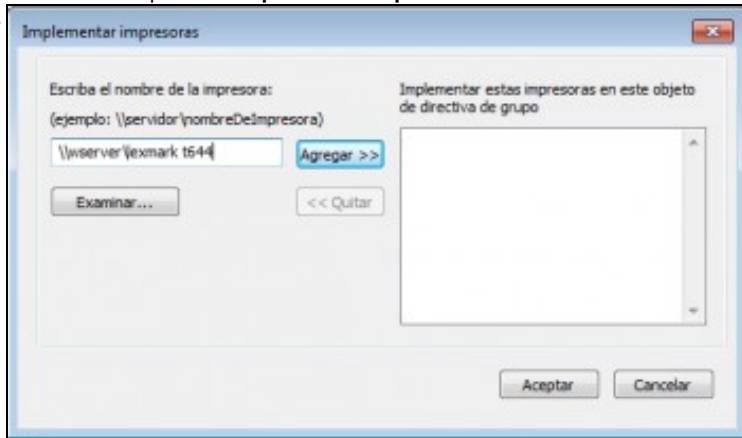 Implementar impresoras
Escriba el nombre de la impresora:
(ejemplo: \\servidor\nombreDeImpresora)
\\wserver\lexmark t644
Agregar >>
Examinar...
<< Quitar
Implementar estas impresoras en este objeto
de directiva de grupo
Aceptar
Cancelar